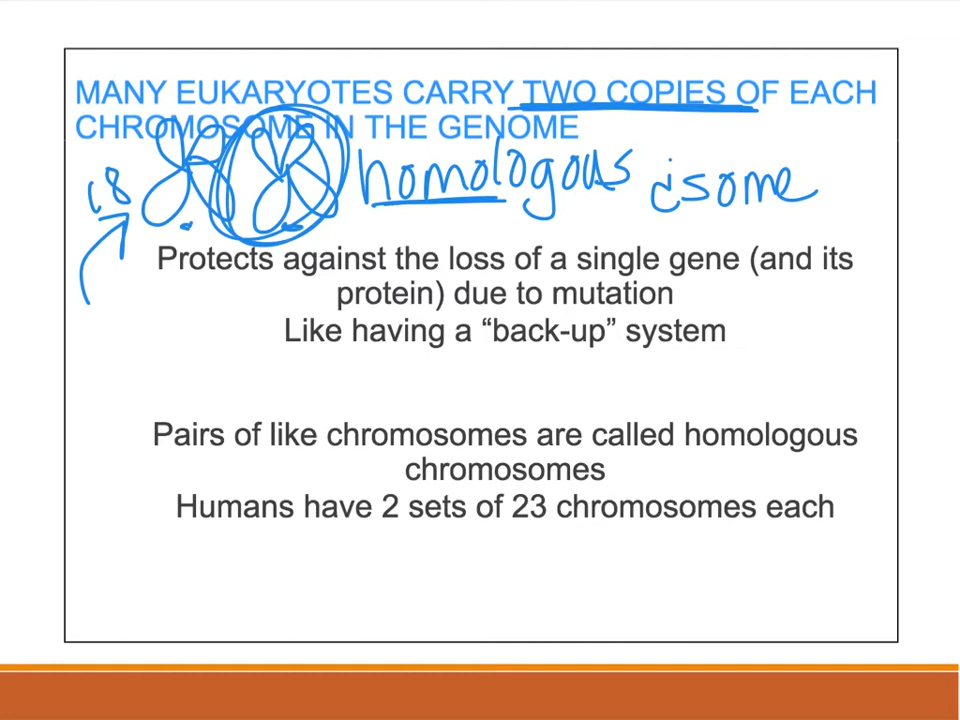 MANY EUKARYOTES CARRY TWO COPIES OF EACH
CHROMOSOME IN THE GENOME
18 homologous isome
Protects against the loss of a single gene (and its
protein) due to mutation
Like having a “back-up” system
Pairs of like chromosomes are called homologous
chromosomes
Humans have 2 sets of 23 chromosomes each